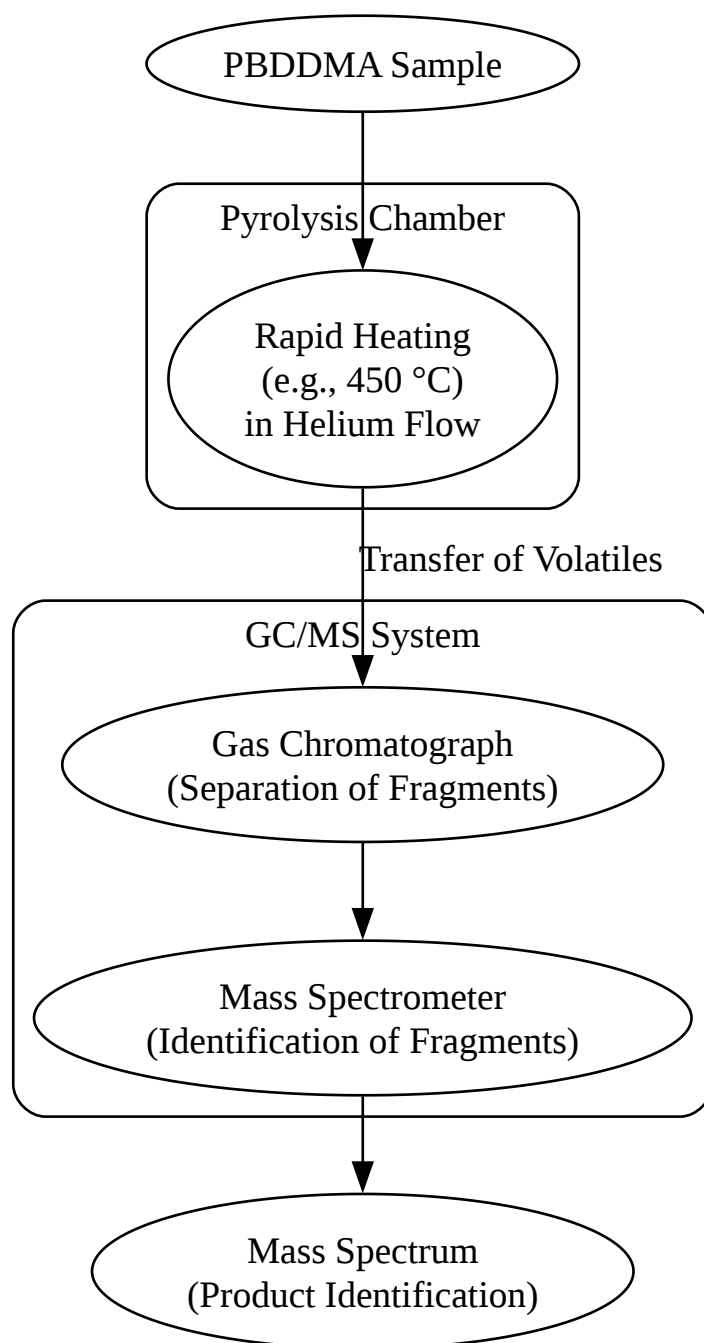 PBDDMA Sample
Pyrolysis Chamber
Rapid Heating
(e.g., 450 °C)
in Helium Flow
Transfer of Volatiles
GC/MS System
Gas Chromatograph
(Separation of Fragments)
Mass Spectrometer
(Identification of Fragments)
Mass Spectrum
(Product Identification)